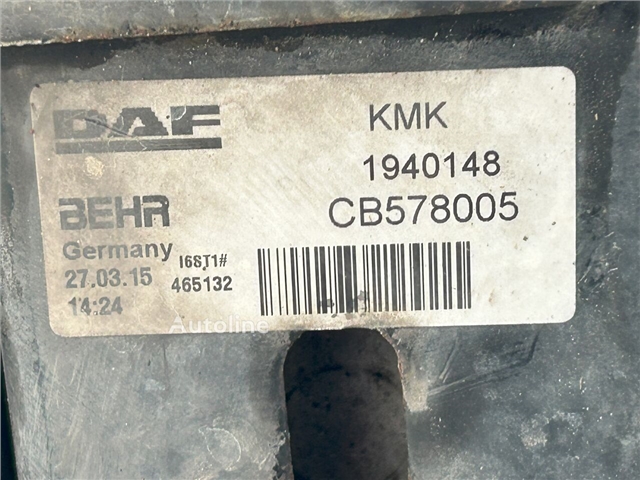 DAF
KMK
1940148
BEHR
CB578005
Germany
I6ST1#
27.03.15
465132
14:24
Autoline